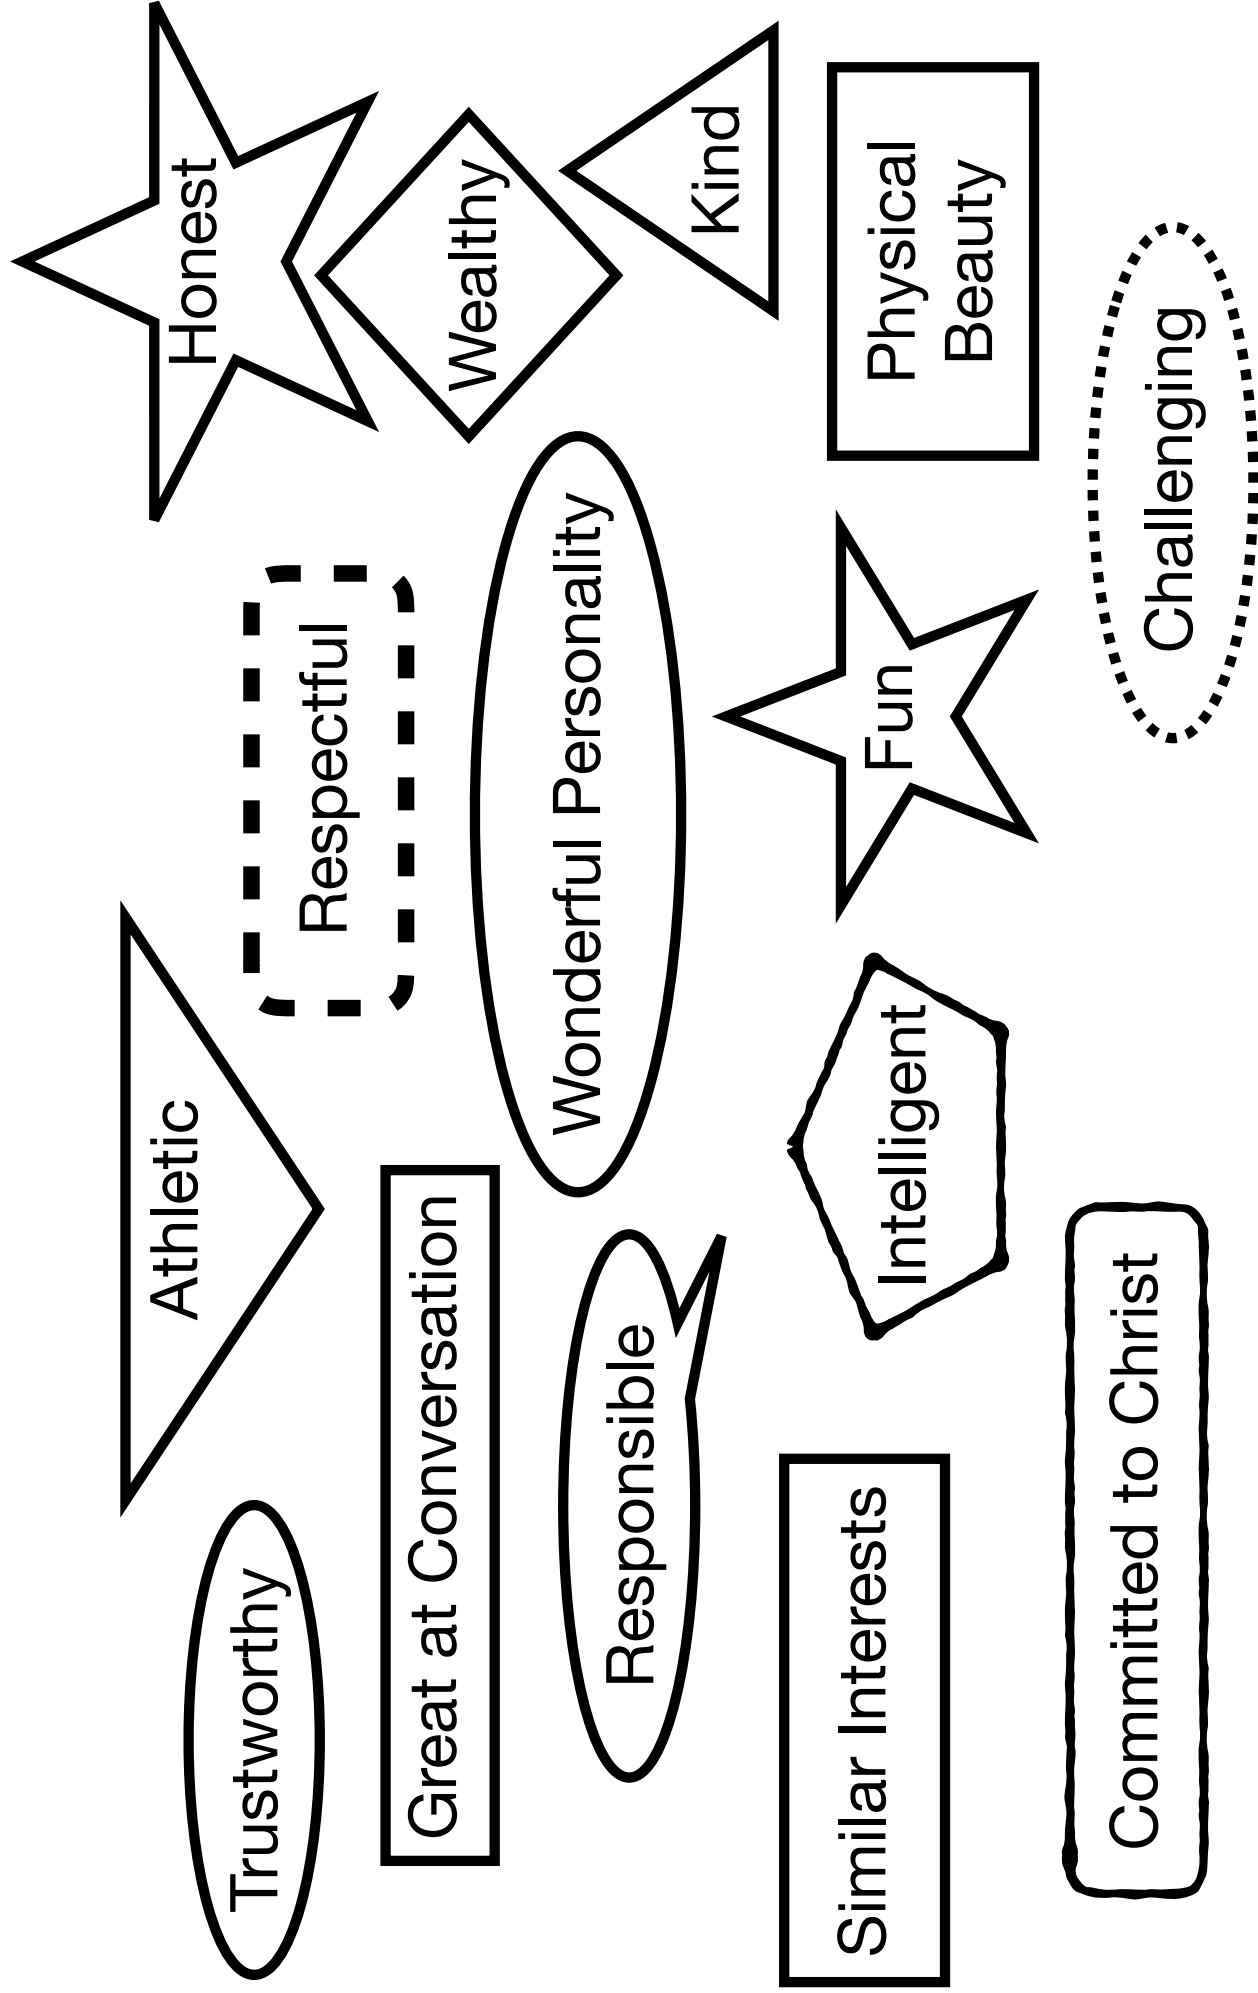 Athletic
Honest
Trustworthy
Respectful
Great at Conversation
Wealthy
Wonderful Personality
Responsible
Kind
Similar Interests
Intelligent
Fun
Physical
Beauty
Committed to Christ
Challenging